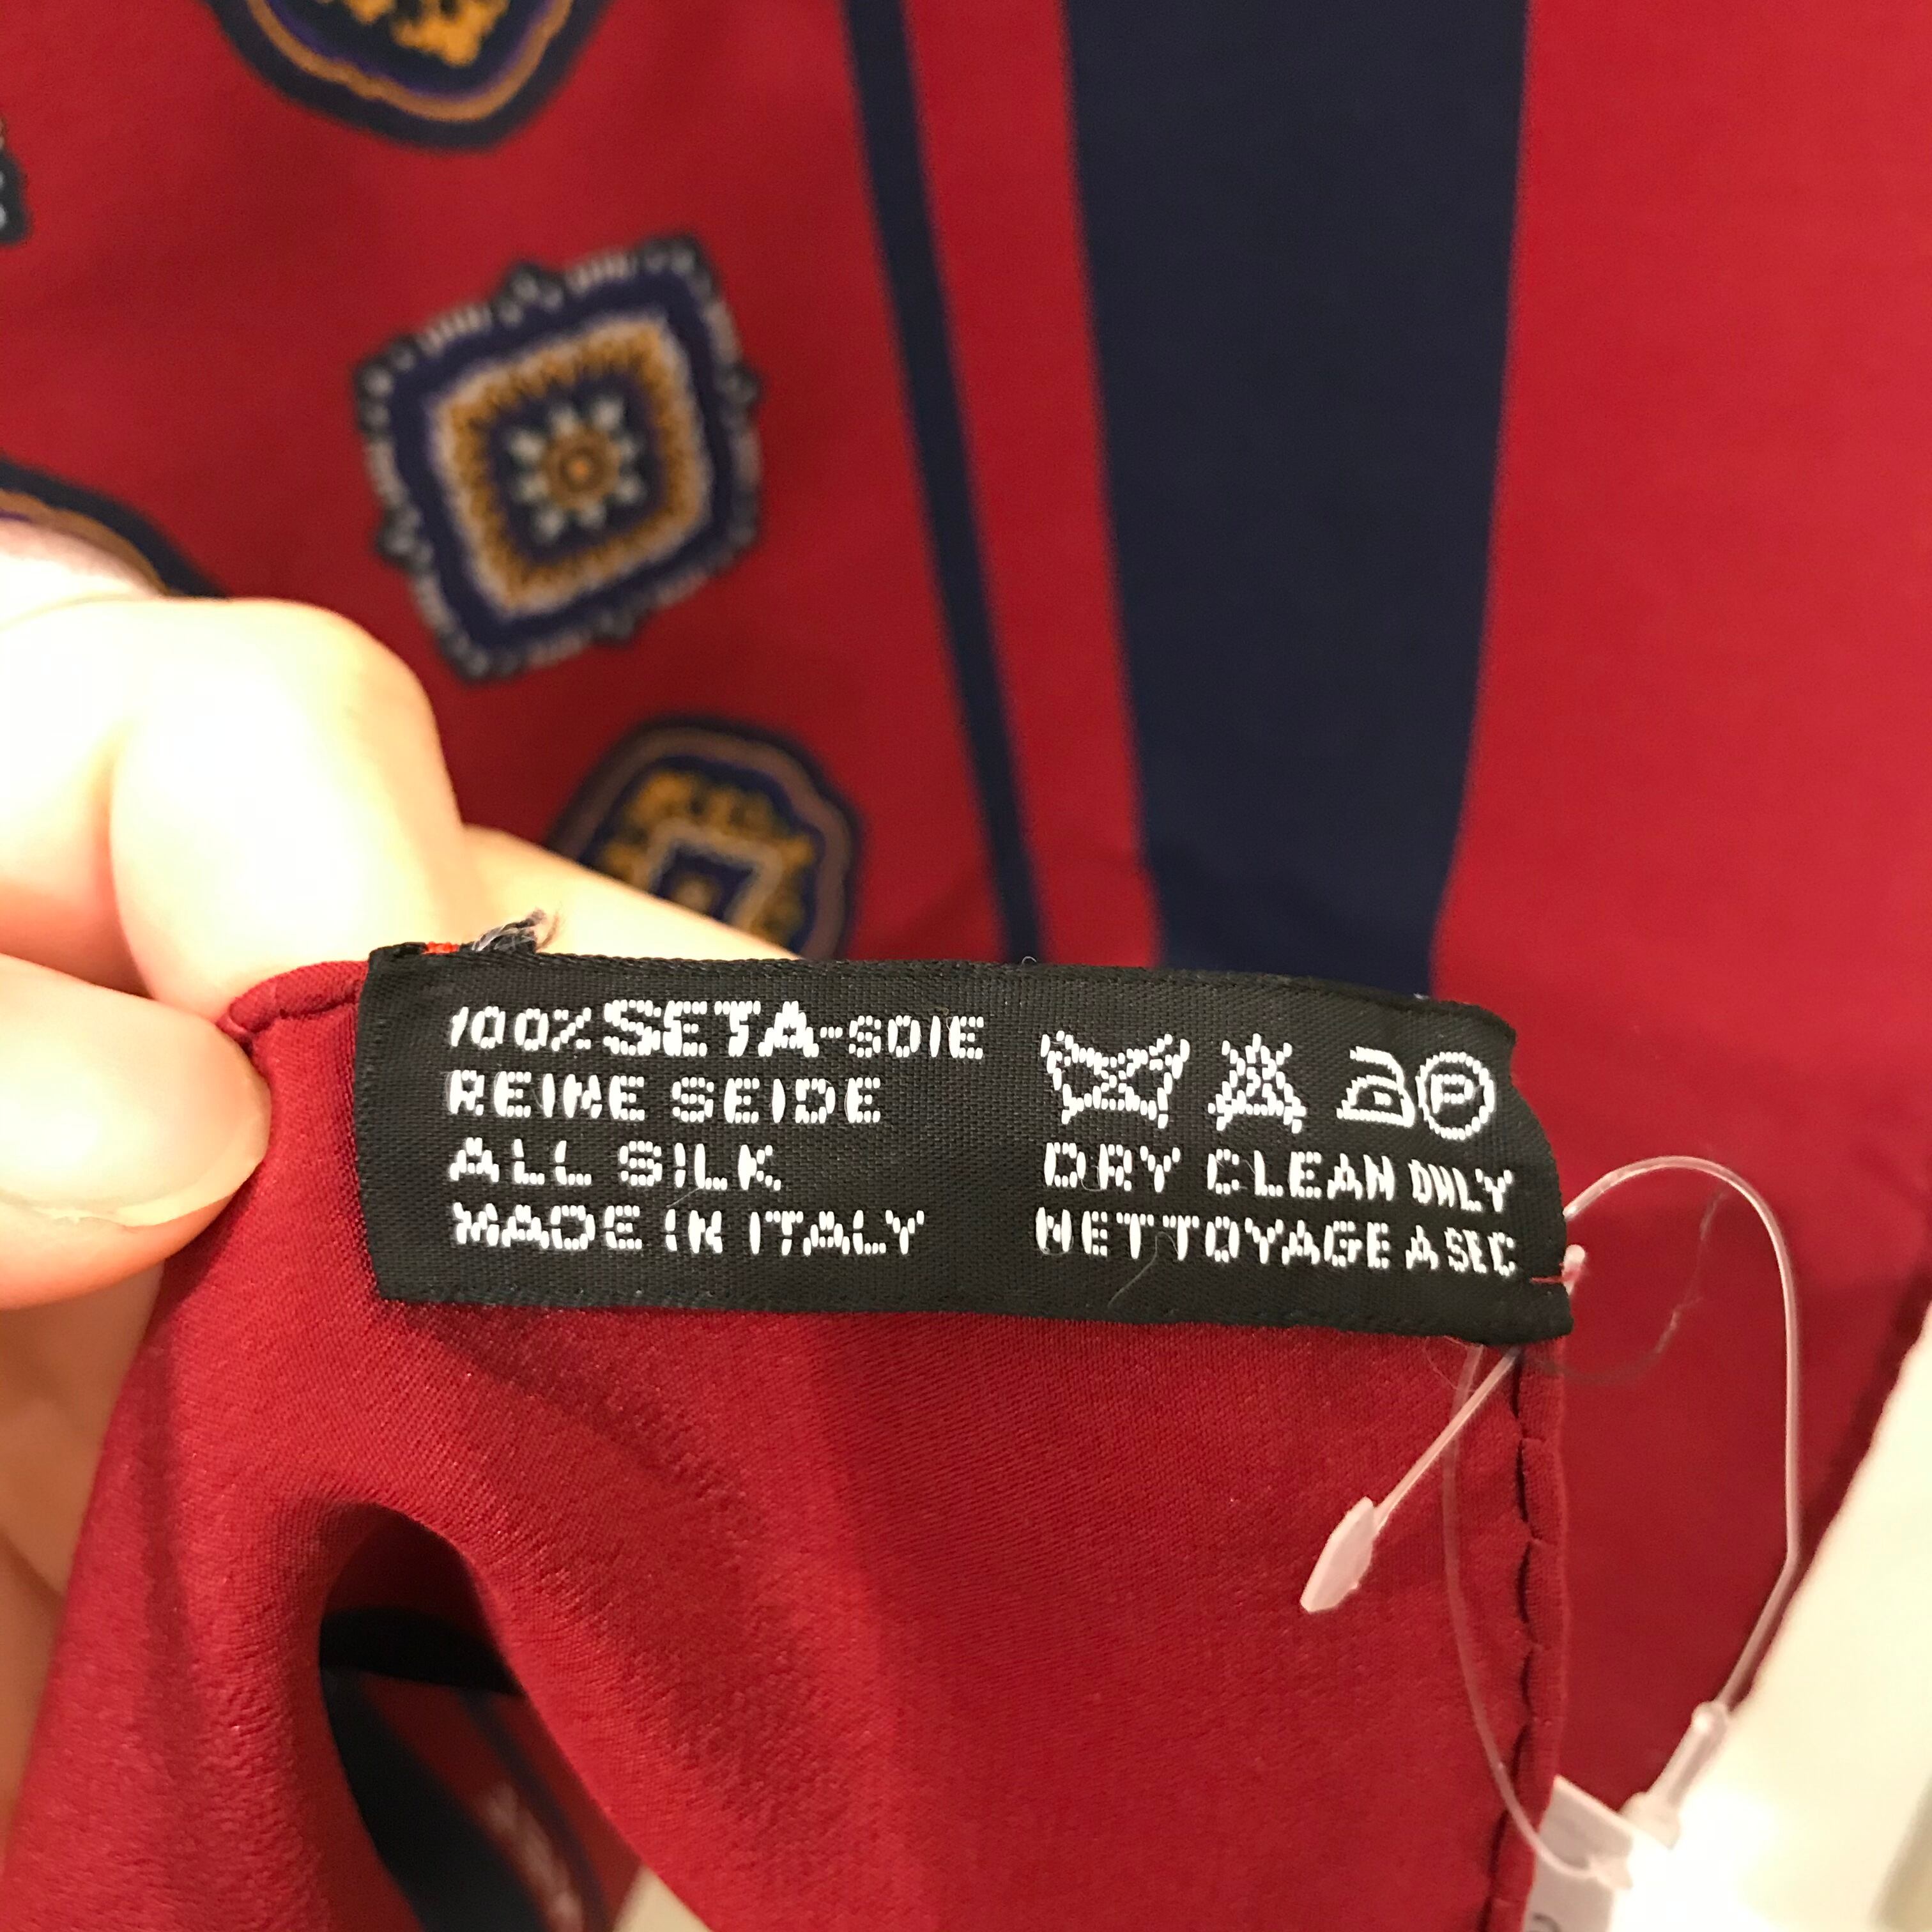 100% SETA-SOIE
REINE SEIDE
ALL SILK
MADE IN ITALY
P
DRY CLEAN ONLY
NETTOYAGE A SEC